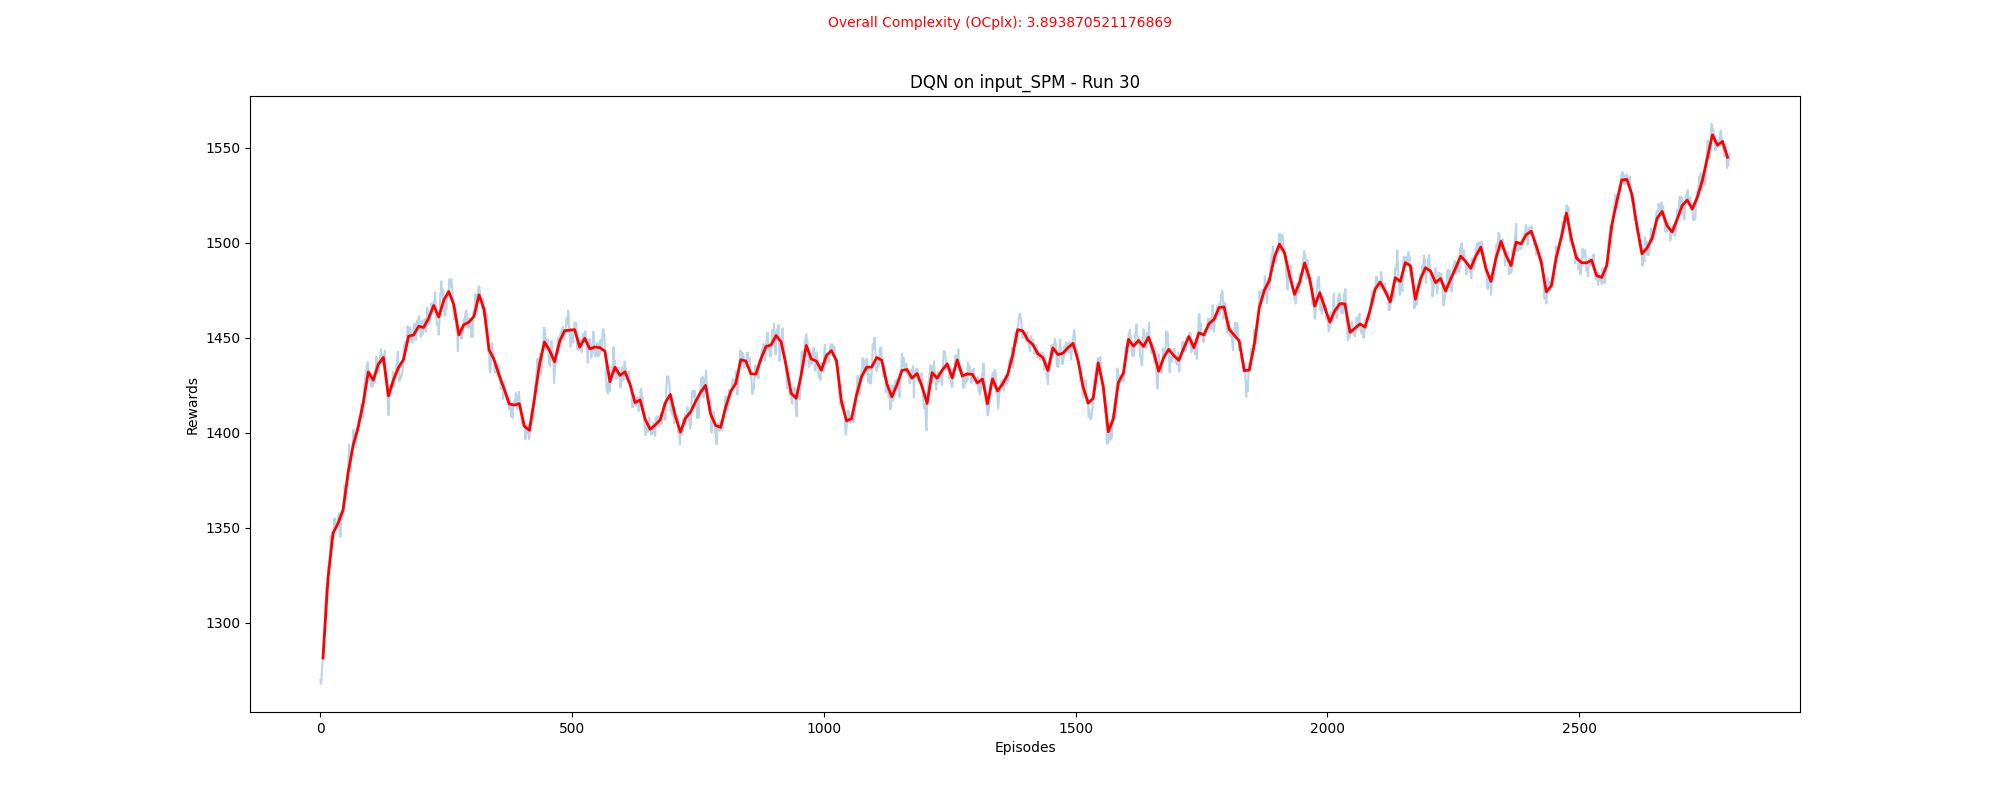 Overall Complexity (OCplx): 3.893870521176869
DQN on input_SPM - Run 30
1550
1500
1450
1400
1350
1300
Rewards
0 500 1000 1500 2000 2500
Episodes